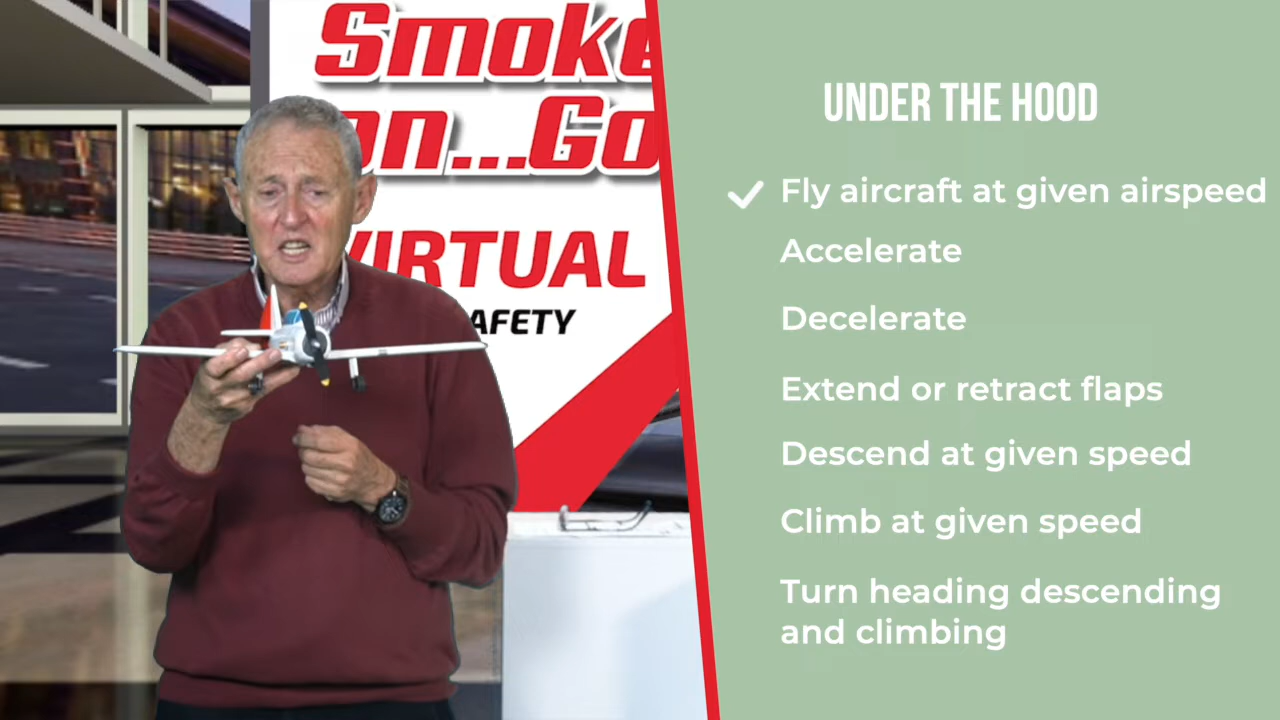 Smoke
on...Go
VIRTUAL
AFETY
UNDER THE HOOD
Fly aircraft at given airspeed
Accelerate
Decelerate
Extend or retract flaps
Descend at given speed
Climb at given speed
Turn heading descending
and climbing